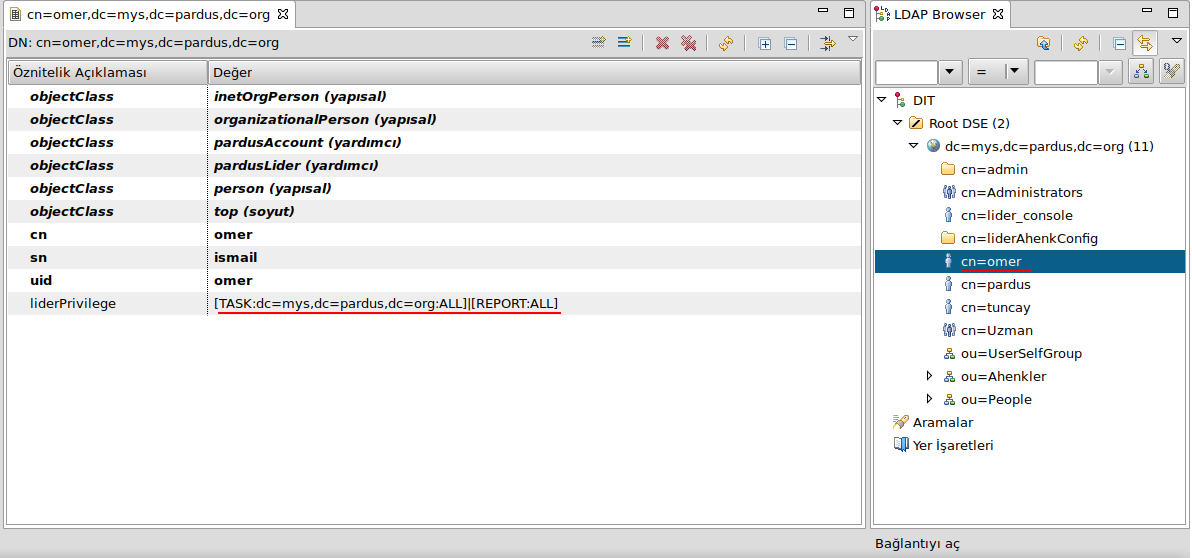 cn=omer,dc=mys,dc=pardus,dc=org
DN: cn=omer,dc=mys,dc=pardus,dc=org
Öznitelik Açıklaması Değer
objectClass inetOrgPerson (yapısal)
objectClass organizationalPerson (yapısal)
objectClass pardusAccount (yardımcı)
objectClass pardusLider (yardımcı)
objectClass person (yapısal)
objectClass top (soyut)
cn omer
sn ismail
uid omer
liderPrivilege [TASK:dc=mys,dc=pardus,dc=org:ALL]|[REPORT:ALL]
LDAP Browser
=
DIT
Root DSE (2)
dc=mys,dc=pardus,dc=org (11)
cn=admin
cn=Administrators
cn=lider_console
cn=liderAhenkConfig
cn=omer
cn=pardus
cn=tuncay
cn=Uzman
ou=UserSelfGroup
ou=Ahenkler
ou=People
Aramalar
Yer İşaretleri
Bağlantıyı aç